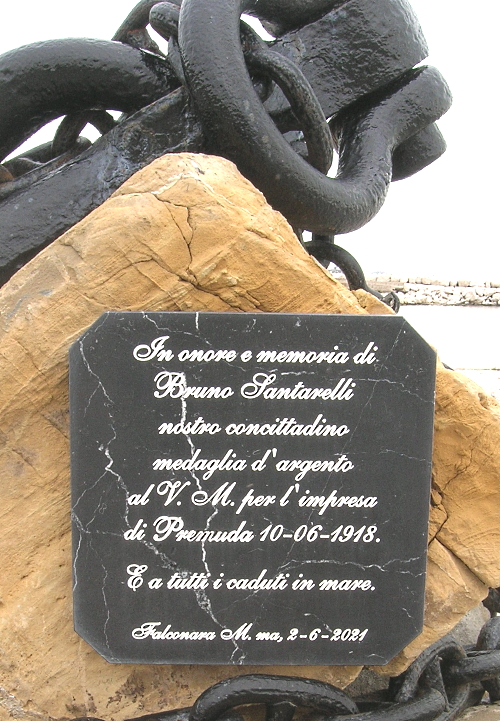 In onore e memoria di
Bruno Santarelli
nostro concittadino
medaglia d'argento
al V. M. per l'impresa
di Premuda 10-06-1918.
E a tutti i caduti in mare.
Falconara M. ma, 2-6-2021